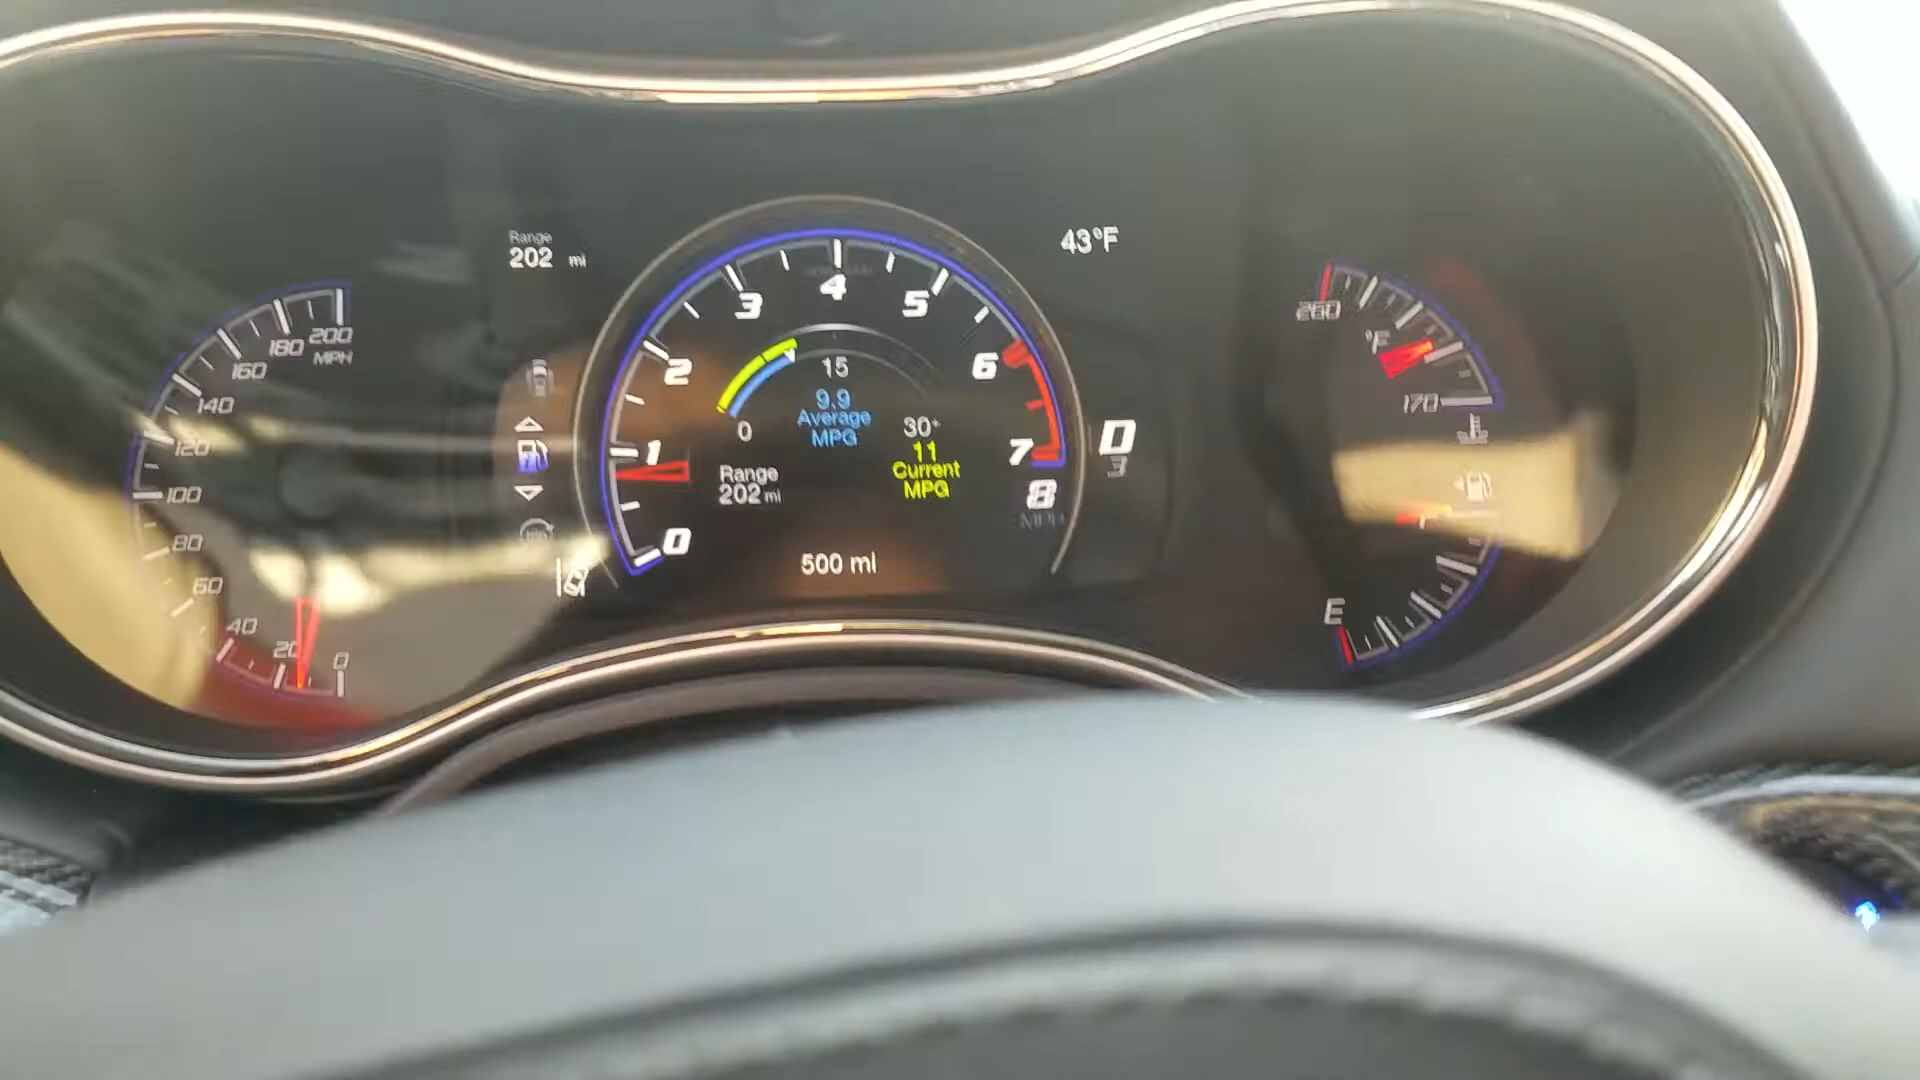 Range
202 mi
43°F
200
MPH
180
160
140
120
100
80
60
40
20
0
4
3
5
2
6
1
7
0
8
15
9.9
Average
MPG
0
30+
11
Current
MPG
Range
202 mi
500 mi
D
3
260
°F
170
E